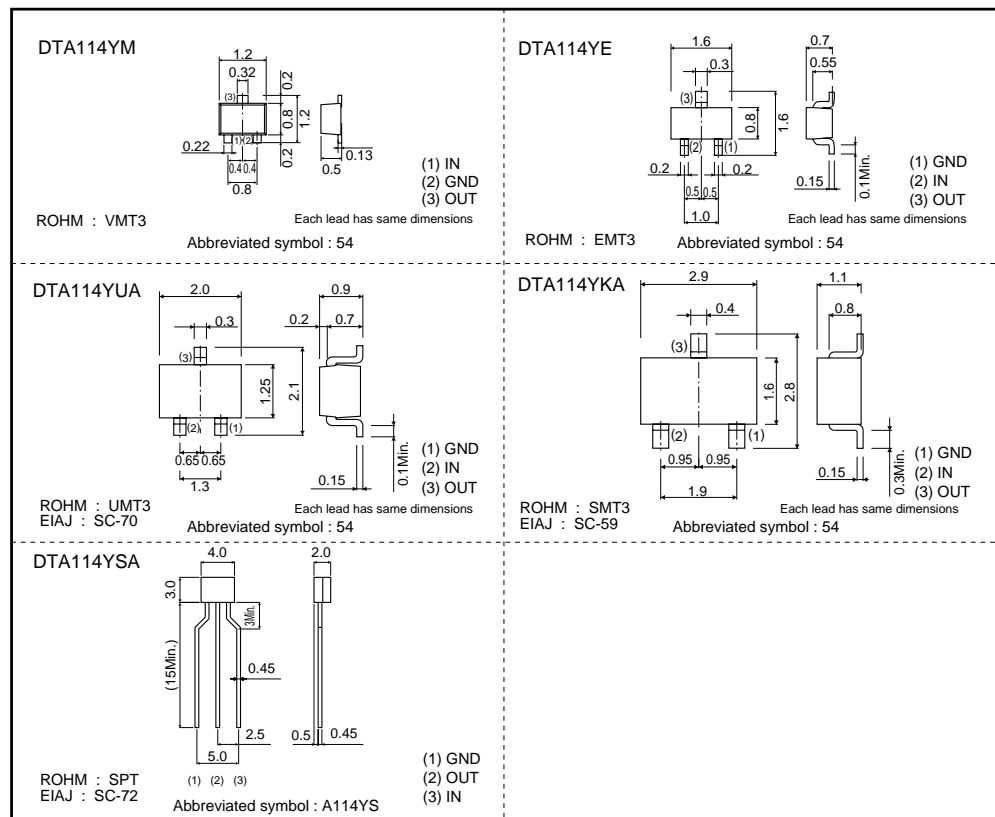 DTA114YM
1.2
0.32
0.2
(3)
0.8
1.2
0.22
(1) (2)
0.2
0.4 0.4
0.8
0.5
0.13
(1) IN
(2) GND
(3) OUT
ROHM : VMT3
Each lead has same dimensions
Abbreviated symbol : 54
DTA114YE
1.6
0.3
(3)
0.8
1.6
(2) (1)
0.2 0.2
0.5 0.5
1.0
0.7
0.55
0.15
0.1Min.
(1) GND
(2) IN
(3) OUT
Each lead has same dimensions
ROHM : EMT3
Abbreviated symbol : 54
DTA114YUA
2.0
0.3
(3)
1.25
2.1
(2) (1)
0.65 0.65
1.3
0.9
0.2 0.7
0.15
0.1Min.
(1) GND
(2) IN
(3) OUT
Each lead has same dimensions
ROHM : UMT3
EIAJ : SC-70
Abbreviated symbol : 54
DTA114YKA
2.9
0.4
(3)
1.6
2.8
(2) (1)
0.95 0.95
1.9
1.1
0.8
0.15
0.3Min.
(1) GND
(2) IN
(3) OUT
Each lead has same dimensions
ROHM : SMT3
EIAJ : SC-59
Abbreviated symbol : 54
DTA114YSA
4.0
2.0
3.0
3Min.
(15Min.)
0.45
2.5
5.0
0.5 0.45
(1) (2) (3)
(1) GND
(2) OUT
(3) IN
ROHM : SPT
EIAJ : SC-72
Abbreviated symbol : A114YS